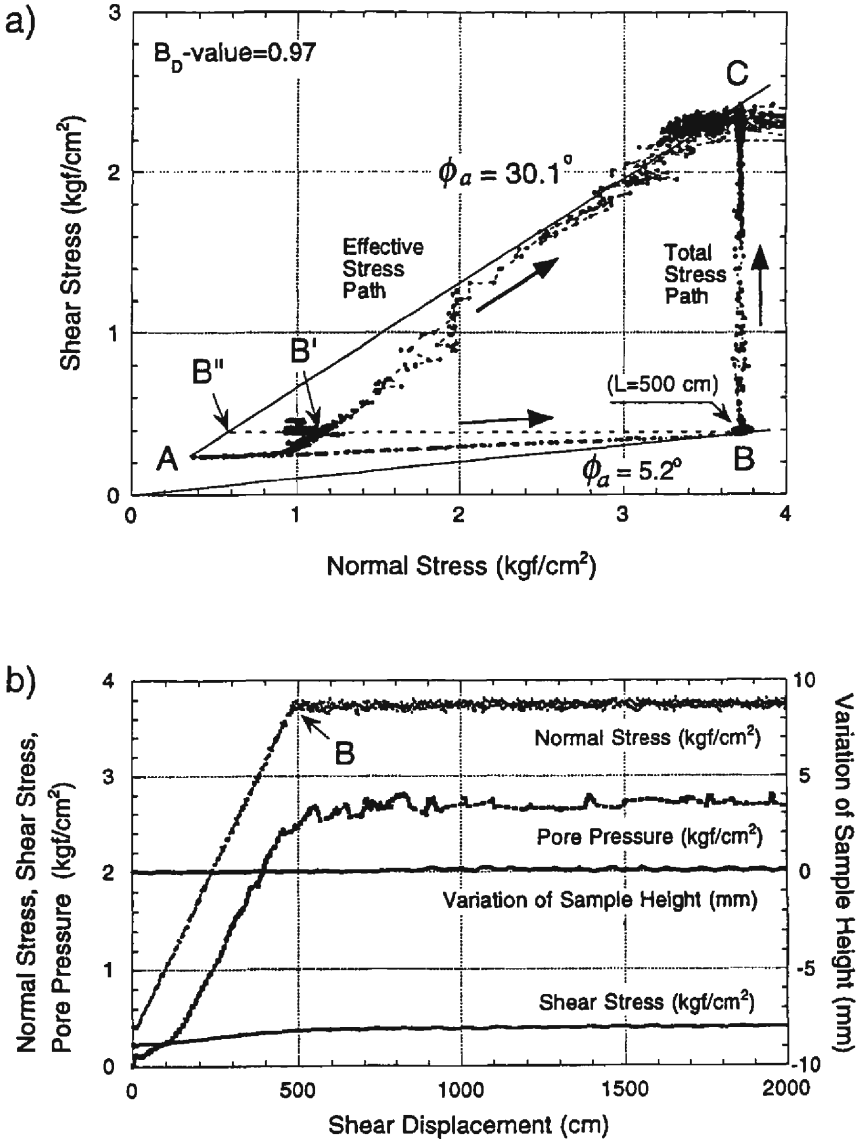 a)
3
2
1
0
Shear Stress (kgf/cm²)
B_D-value=0.97
C
ϕₐ = 30.1°
Effective
Stress
Path
Total
Stress
Path
B"
B'
(L=500 cm)
A
B
ϕₐ = 5.2°
0
1
2
3
4
Normal Stress (kgf/cm²)
b)
4
3
2
1
0
Normal Stress, Shear Stress,
Pore Pressure (kgf/cm²)
B
Normal Stress (kgf/cm²)
Pore Pressure (kgf/cm²)
Variation of Sample Height (mm)
Shear Stress (kgf/cm²)
10
5
0
-5
-10
Variation of Sample
Height (mm)
0
500
1000
1500
2000
Shear Displacement (cm)